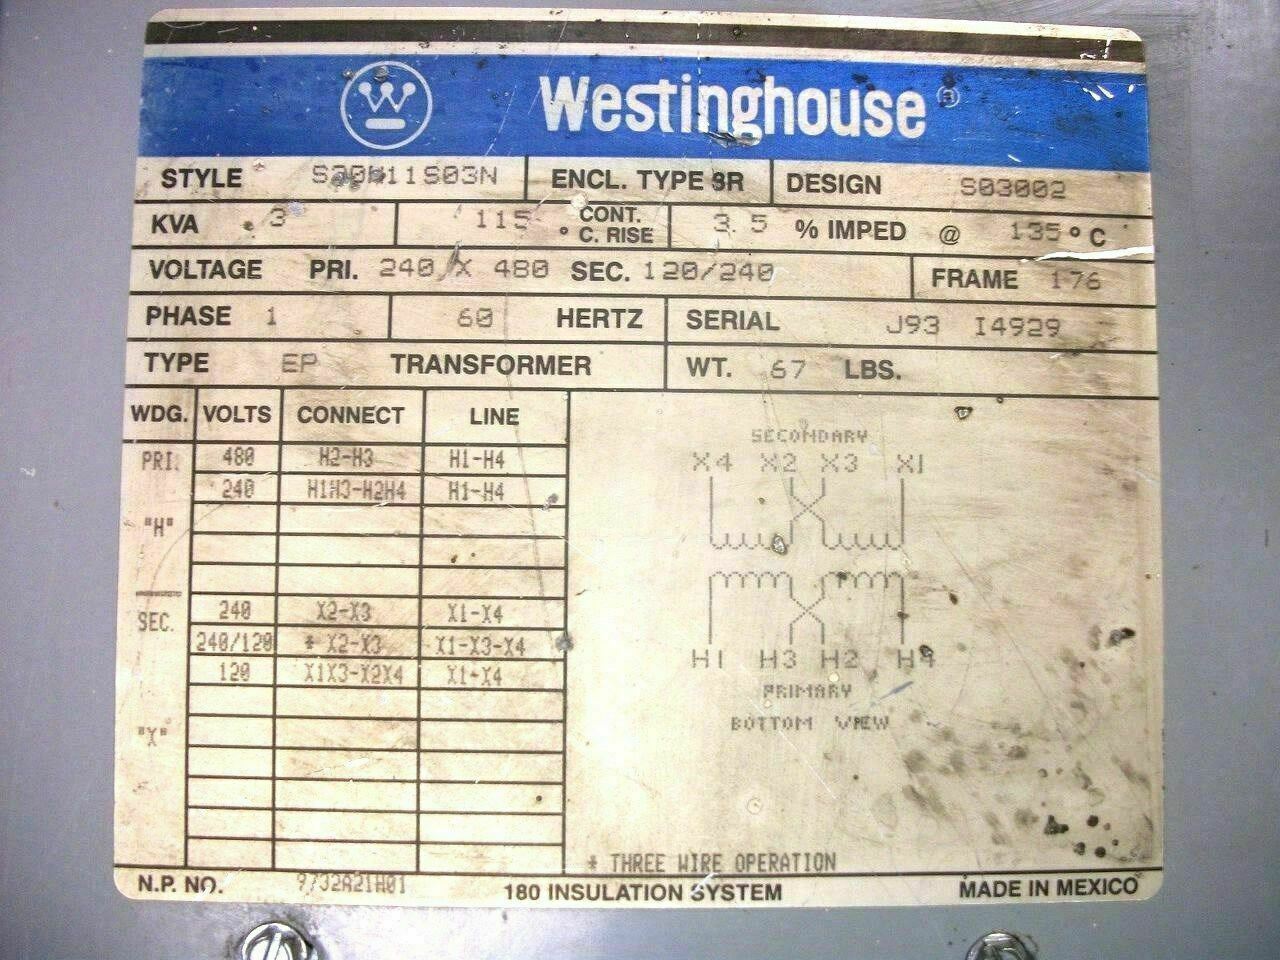 Westinghouse®
STYLE S20N11S03N ENCL. TYPE 3R DESIGN S03002
KVA 3 115 °C. CONT. RISE 3.5 % IMPED @ 135 °C
VOLTAGE PRI. 240 X 480 SEC. 120/240 FRAME 176
PHASE 1 60 HERTZ SERIAL J93 I4929
TYPE EP TRANSFORMER WT. 67 LBS.
WDG. VOLTS CONNECT LINE
PRI. 480 H2-H3 H1-H4
240 H1H3-H2H4 H1-H4
"H"
SEC. 240 X2-X3 X1-X4
240/120 * X2-X3 X1-X3-X4
120 X1X3-X2X4 X1-X4
"X"
SECONDARY
X4 X2 X3 X1
H1 H3 H2 H4
PRIMARY
BOTTOM VIEW
* THREE WIRE OPERATION
N.P. NO. 9732A21H01 180 INSULATION SYSTEM MADE IN MEXICO